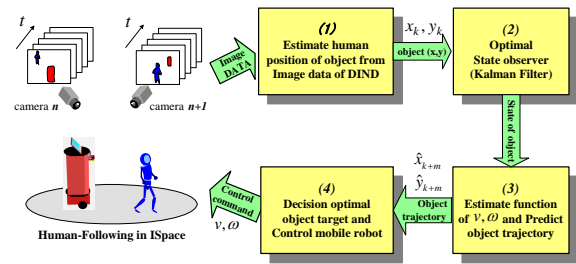 t
t
camera n
camera n+1
Image
DATA
(1)
Estimate human
position of object from
Image data of DIND
x_k, y_k
object (x,y)
(2)
Optimal
State observer
(Kalman Filter)
State of object
(3)
Estimate function
of v, ω and Predict
object trajectory
x̂_{k+m}
ŷ_{k+m}
Object
trajectory
(4)
Decision optimal
object target and
Control mobile robot
Control
command
v, ω
Human-Following in ISpace